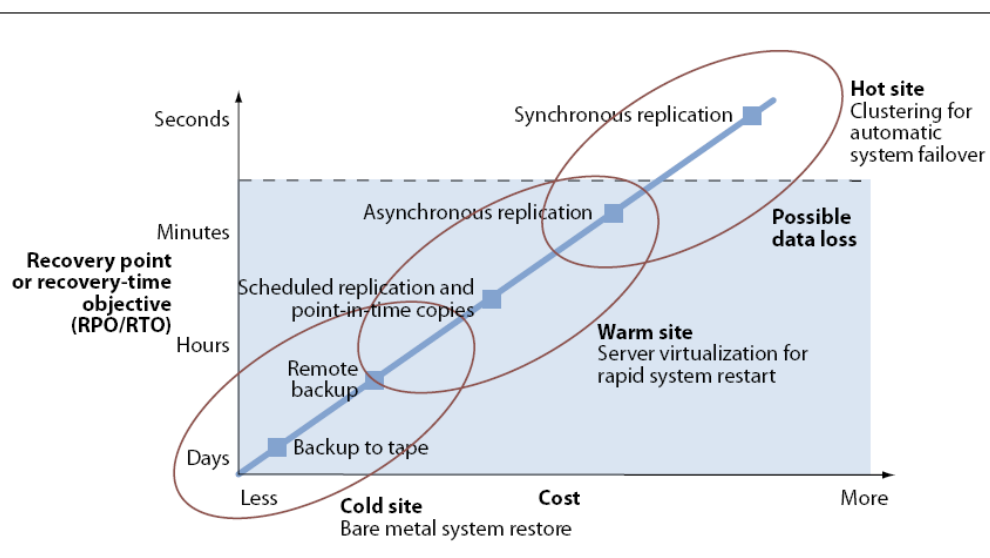 Hot site
Clustering for
automatic
system failover
Seconds
Synchronous replication
Asynchronous replication
Possible
data loss
Minutes
Recovery point
or recovery-time
objective
(RPO/RTO)
Scheduled replication and
point-in-time copies
Warm site
Server virtualization for
rapid system restart
Hours
Remote
backup
Days
Backup to tape
Less
Cold site
Bare metal system restore
Cost
More